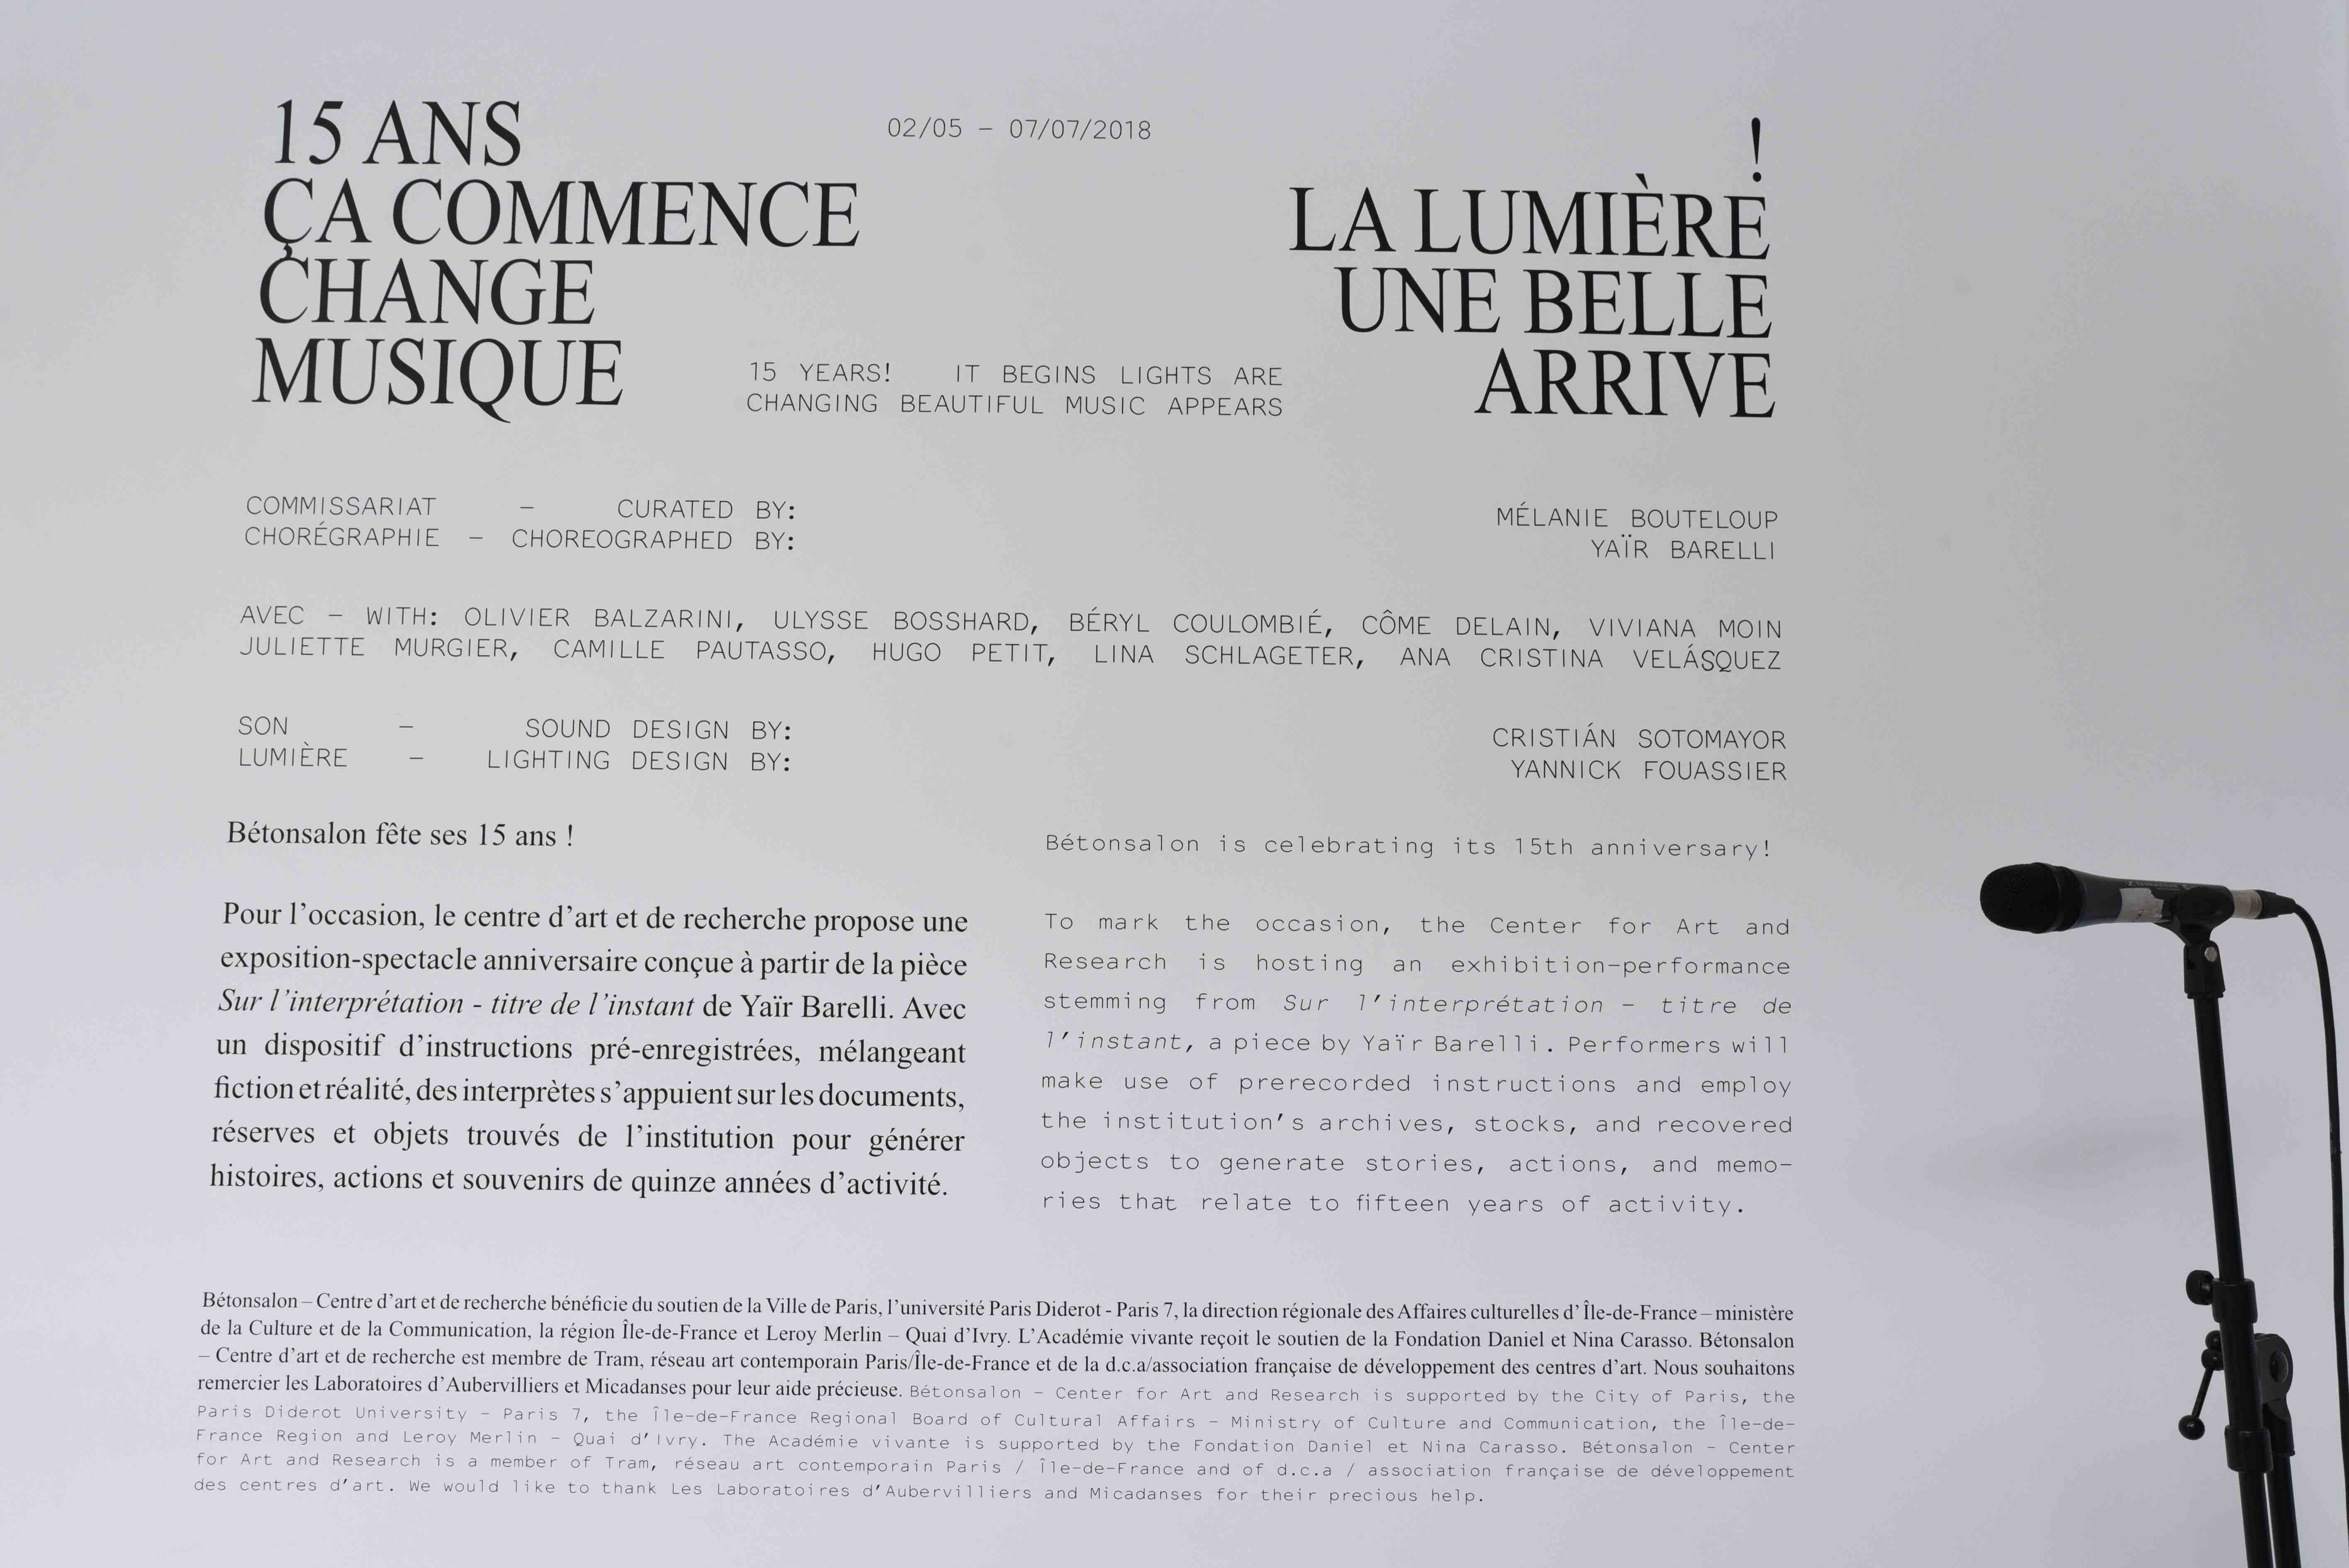 15 ANS !
ÇA COMMENCE LA LUMIÈRE
CHANGE UNE BELLE
MUSIQUE ARRIVE
02/05 – 07/07/2018
15 YEARS! IT BEGINS LIGHTS ARE
CHANGING BEAUTIFUL MUSIC APPEARS
COMMISSARIAT – CURATED BY: MÉLANIE BOUTELOUP
CHORÉGRAPHIE – CHOREOGRAPHED BY: YAÏR BARELLI
AVEC – WITH: OLIVIER BALZARINI, ULYSSE BOSSHARD, BÉRYL COULOMBIÉ, CÔME DELAIN, VIVIANA MOIN
JULIETTE MURGIER, CAMILLE PAUTASSO, HUGO PETIT, LINA SCHLAGETER, ANA CRISTINA VELÁSQUEZ
SON – SOUND DESIGN BY: CRISTIÁN SOTOMAYOR
LUMIÈRE – LIGHTING DESIGN BY: YANNICK FOUASSIER
Bétonsalon fête ses 15 ans !
Pour l’occasion, le centre d’art et de recherche propose une
exposition-spectacle anniversaire conçue à partir de la pièce
Sur l’interprétation - titre de l’instant de Yaïr Barelli. Avec
un dispositif d’instructions pré-enregistrées, mélangeant
fiction et réalité, des interprètes s’appuient sur les documents,
réserves et objets trouvés de l’institution pour générer
histoires, actions et souvenirs de quinze années d’activité.
Bétonsalon is celebrating its 15th anniversary!
To mark the occasion, the Center for Art and
Research is hosting an exhibition-performance
stemming from Sur l’interprétation – titre de
l’instant, a piece by Yaïr Barelli. Performers will
make use of prerecorded instructions and employ
the institution’s archives, stocks, and recovered
objects to generate stories, actions, and memo-
ries that relate to fifteen years of activity.
Bétonsalon – Centre d’art et de recherche bénéficie du soutien de la Ville de Paris, l’université Paris Diderot - Paris 7, la direction régionale des Affaires culturelles d’ Île-de-France – ministère
de la Culture et de la Communication, la région Île-de-France et Leroy Merlin – Quai d’Ivry. L’Académie vivante reçoit le soutien de la Fondation Daniel et Nina Carasso. Bétonsalon
– Centre d’art et de recherche est membre de Tram, réseau art contemporain Paris/Île-de-France et de la d.c.a/association française de développement des centres d’art. Nous souhaitons
remercier les Laboratoires d’Aubervilliers et Micadanses pour leur aide précieuse. Bétonsalon – Center for Art and Research is supported by the City of Paris, the
Paris Diderot University – Paris 7, the Île-de-France Regional Board of Cultural Affairs – Ministry of Culture and Communication, the Île-de-
France Region and Leroy Merlin – Quai d’Ivry. The Académie vivante is supported by the Fondation Daniel et Nina Carasso. Bétonsalon – Center
for Art and Research is a member of Tram, réseau art contemporain Paris / Île-de-France and of d.c.a / association française de développement
des centres d’art. We would like to thank Les Laboratoires d’Aubervilliers and Micadanses for their precious help.